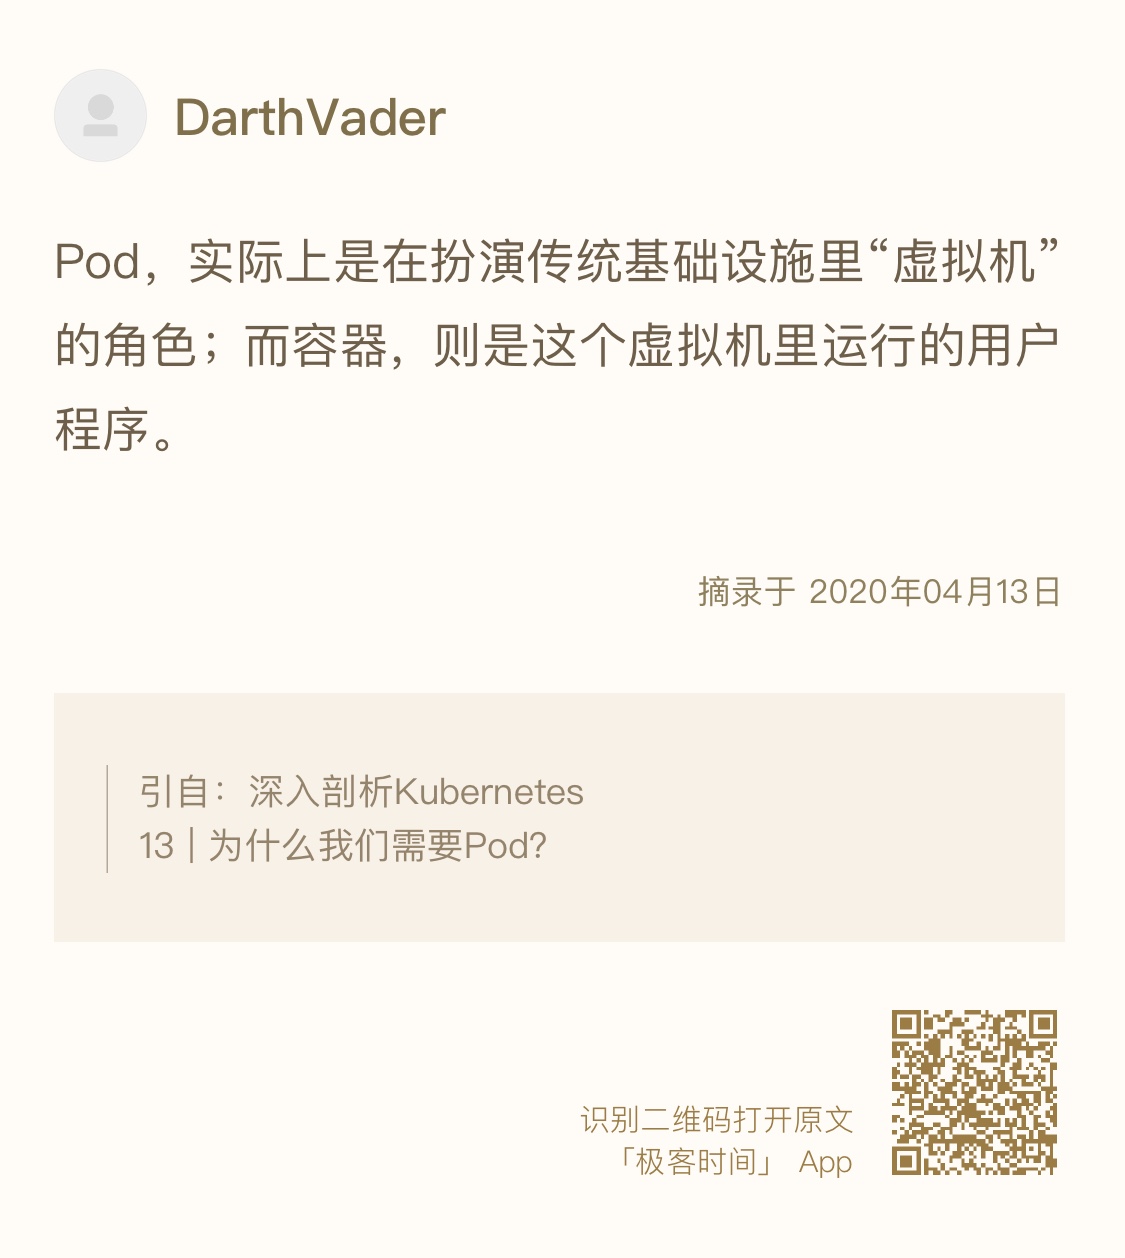 DarthVader
Pod，实际上是在扮演传统基础设施里“虚拟机”
的角色；而容器，则是这个虚拟机里运行的用户
程序。
摘录于 2020年04月13日
引自：深入剖析Kubernetes
13 | 为什么我们需要Pod?
识别二维码打开原文
「极客时间」 App